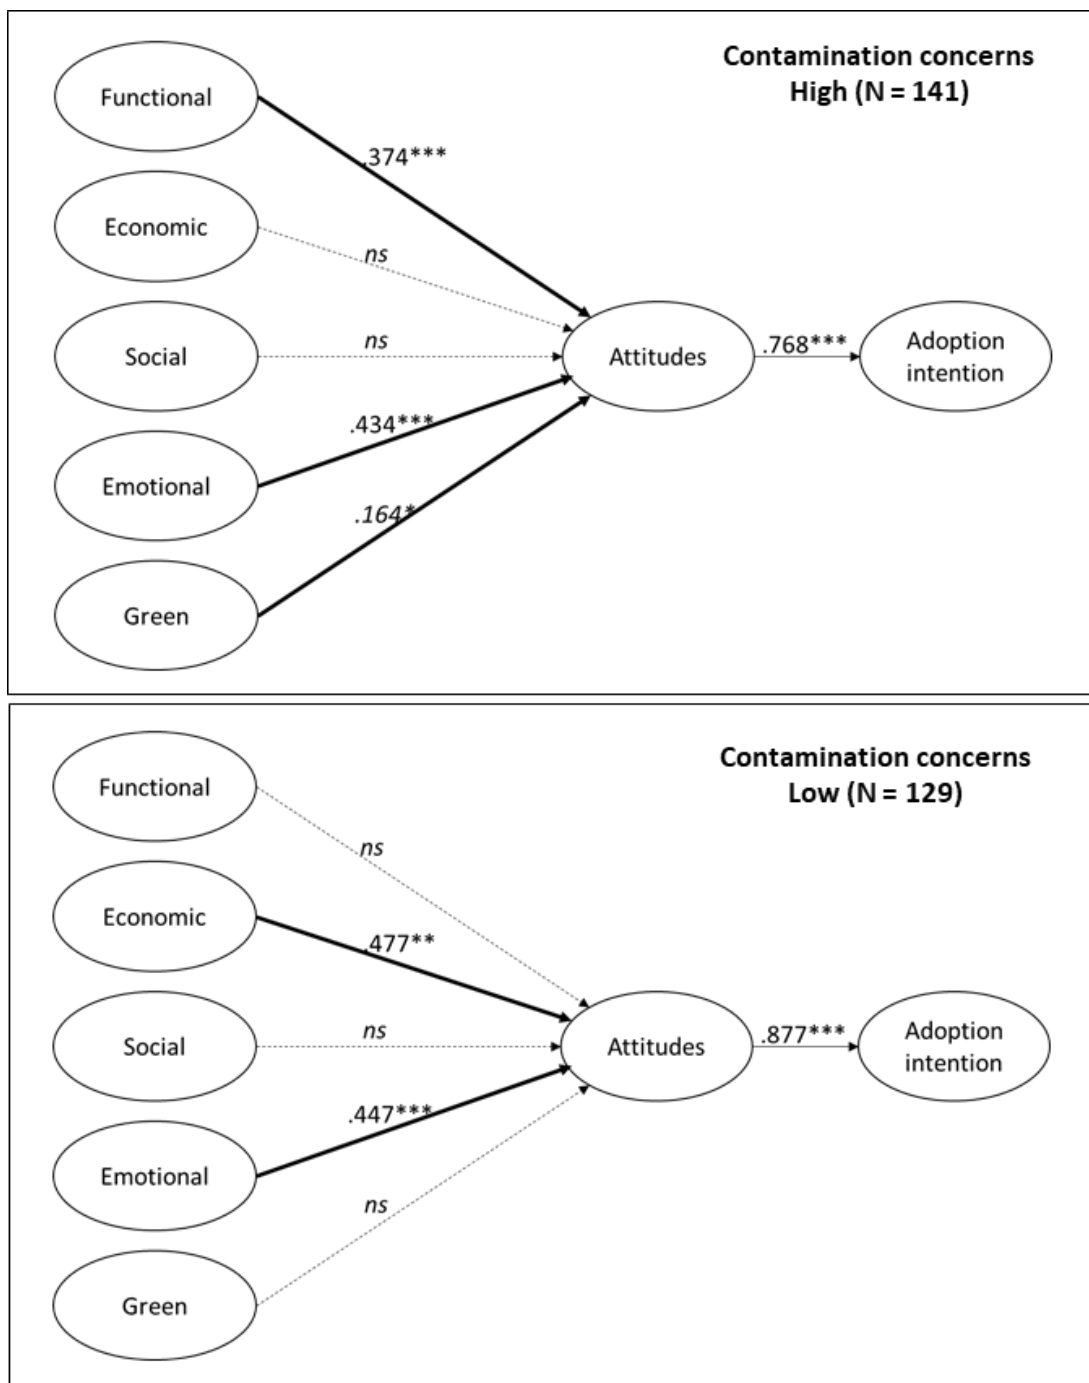 Contamination concerns
High (N = 141)
Functional
.374***
Economic
ns
Social
ns
Attitudes
.768***
Adoption
intention
Emotional
.434***
Green
.164*
Contamination concerns
Low (N = 129)
Functional
ns
Economic
.477**
Social
ns
Attitudes
.877***
Adoption
intention
Emotional
.447***
Green
ns